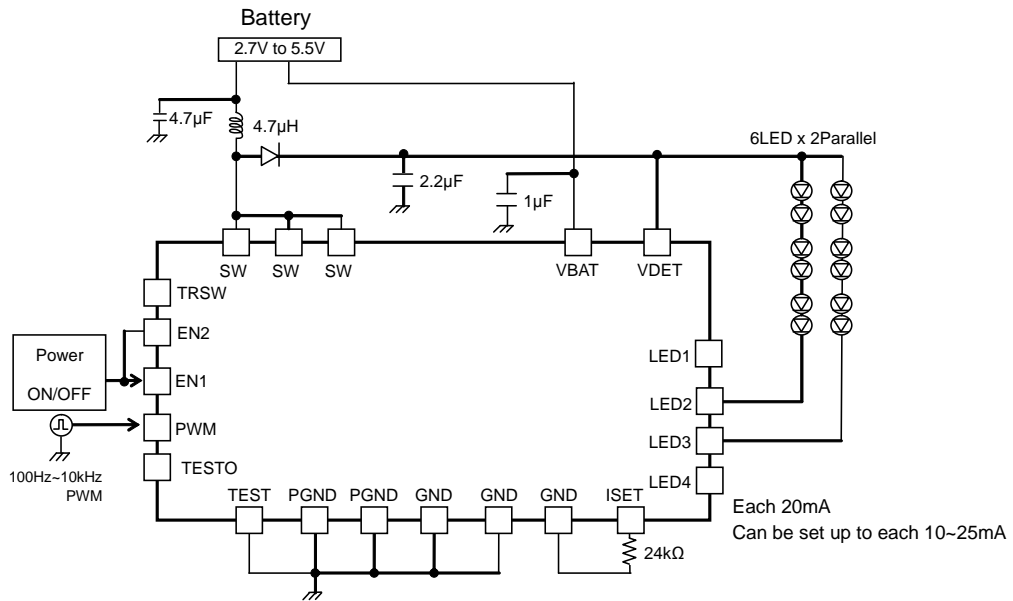 Battery
2.7V to 5.5V
4.7µF
4.7µH
6LED x 2Parallel
2.2µF
1µF
SW
SW
SW
VBAT
VDET
TRSW
EN2
Power
ON/OFF
EN1
PWM
100Hz~10kHz
PWM
TESTO
LED1
LED2
LED3
LED4
TEST
PGND
PGND
GND
GND
GND
ISET
24kΩ
Each 20mA
Can be set up to each 10~25mA